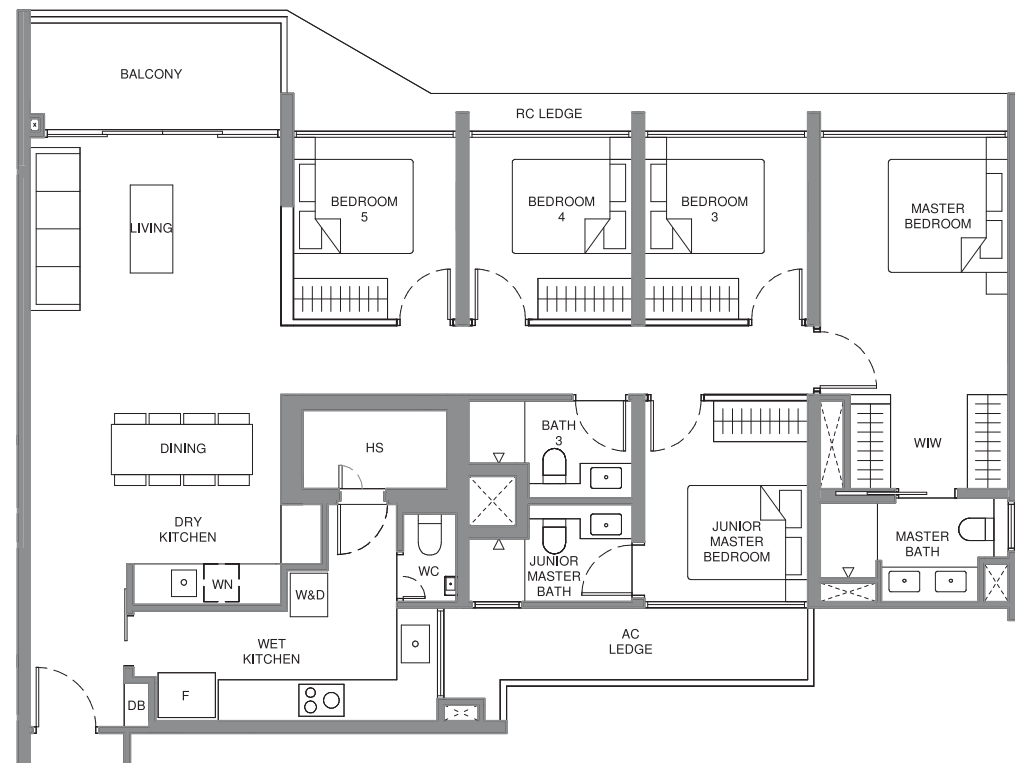 BALCONY
RC LEDGE
BEDROOM
5
BEDROOM
4
BEDROOM
3
MASTER
BEDROOM
LIVING
DINING
HS
BATH
3
WIW
DRY
KITCHEN
JUNIOR
MASTER
BEDROOM
MASTER
BATH
WN
W&D
WC
JUNIOR
MASTER
BATH
WET
KITCHEN
AC
LEDGE
F
DB